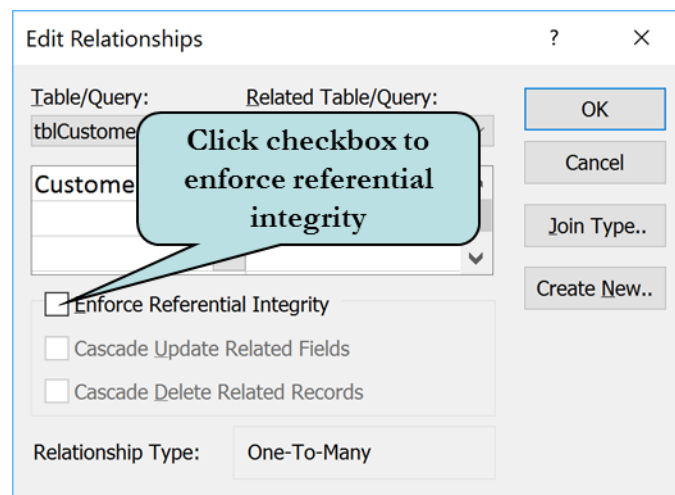 Edit Relationships ? ×
Table/Query: Related Table/Query:
OK
tblCustome
Click checkbox to
enforce referential
integrity
Cancel
Custome
Join Type..
Create New..
Enforce Referential Integrity
Cascade Update Related Fields
Cascade Delete Related Records
Relationship Type: One-To-Many